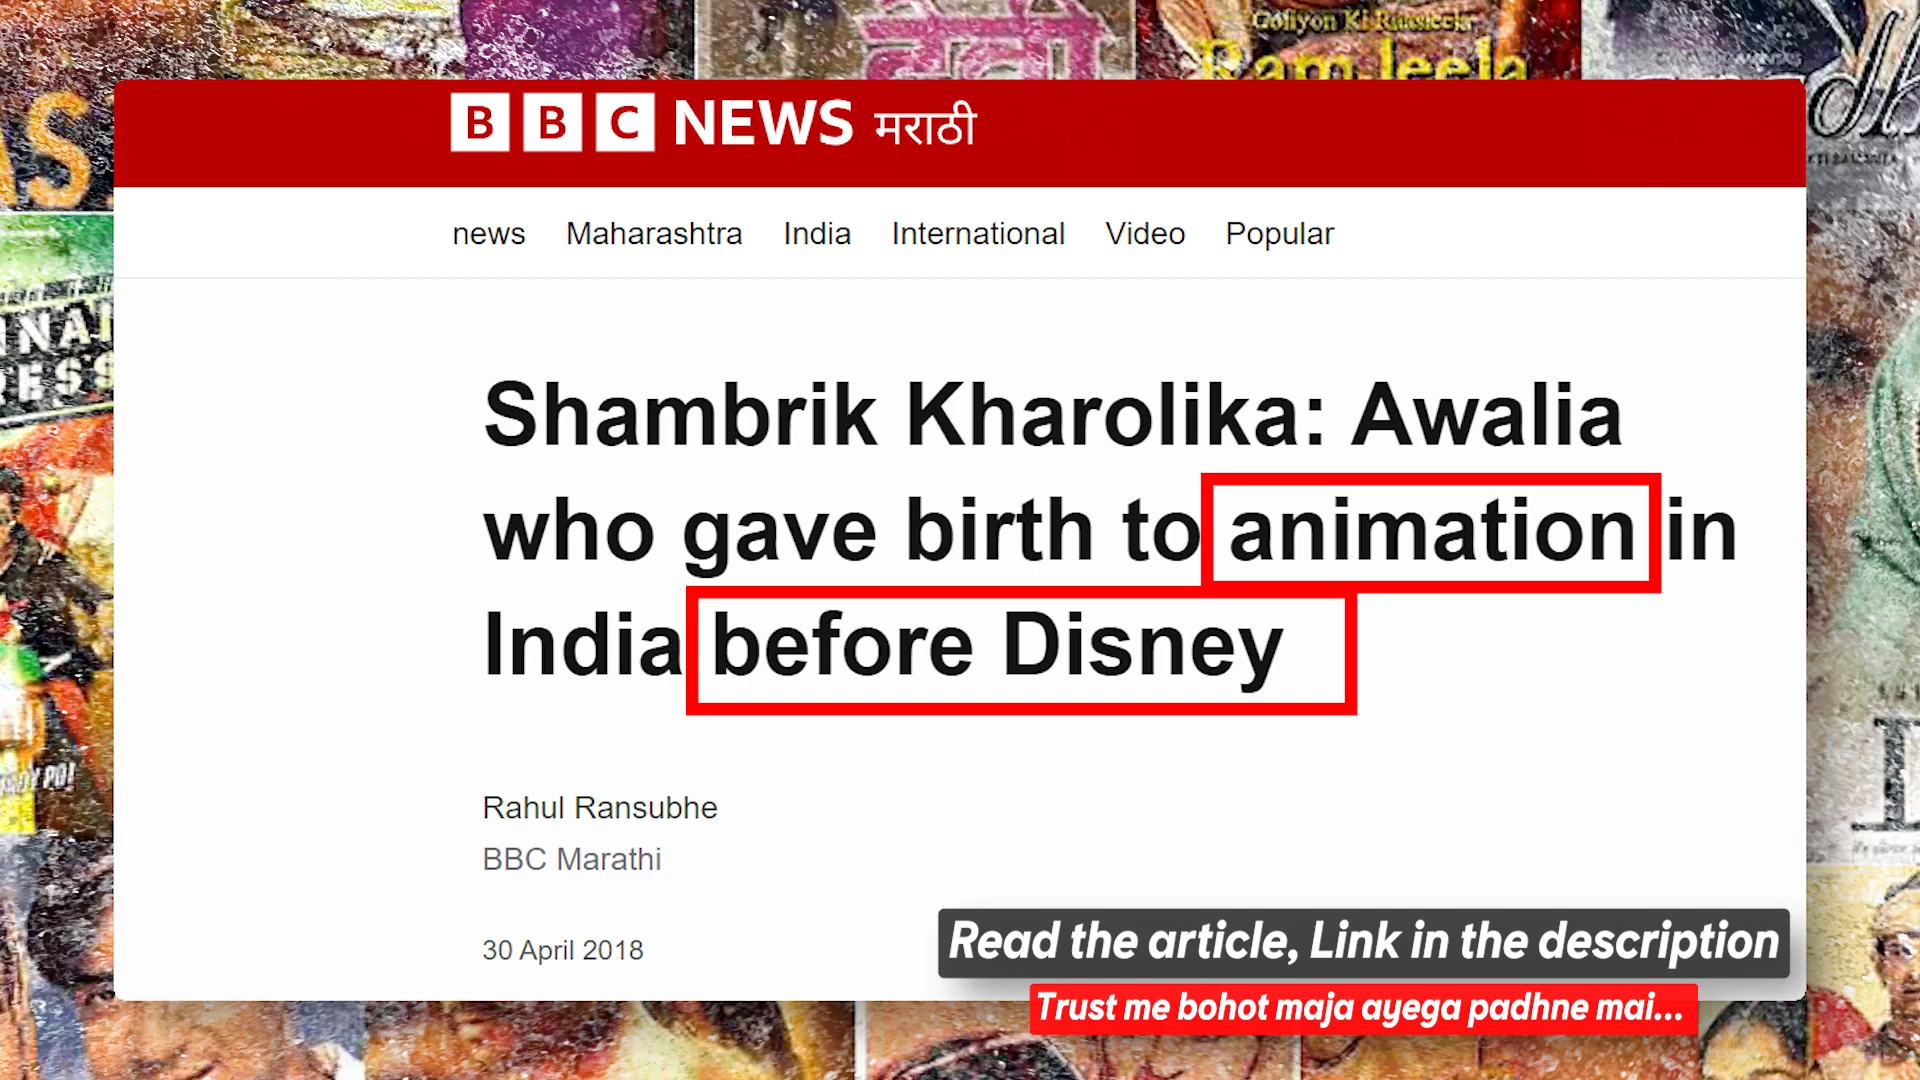 देवी
Goliyon Ki Raasleela
Ram-leela
AS
BBC NEWS मराठी
news Maharashtra India International Video Popular
Shambrik Kharolika: Awalia
who gave birth to animation in
India before Disney
Rahul Ransubhe
BBC Marathi
30 April 2018
Read the article, Link in the description
Trust me bohot maja ayega padhne mai...